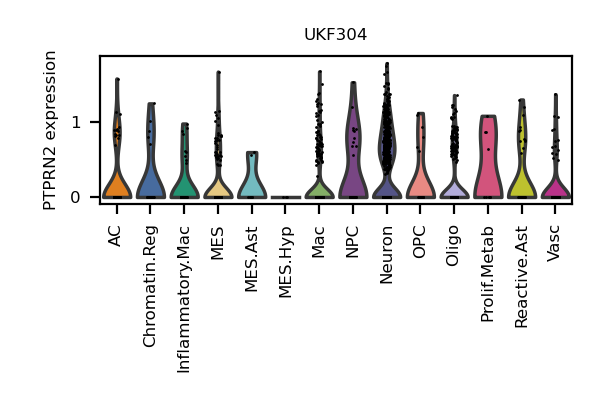 UKF304
PTPRN2 expression
1
0
AC
Chromatin.Reg
Inflammatory.Mac
MES
MES.Ast
MES.Hyp
Mac
NPC
Neuron
OPC
Oligo
Prolif.Metab
Reactive.Ast
Vasc